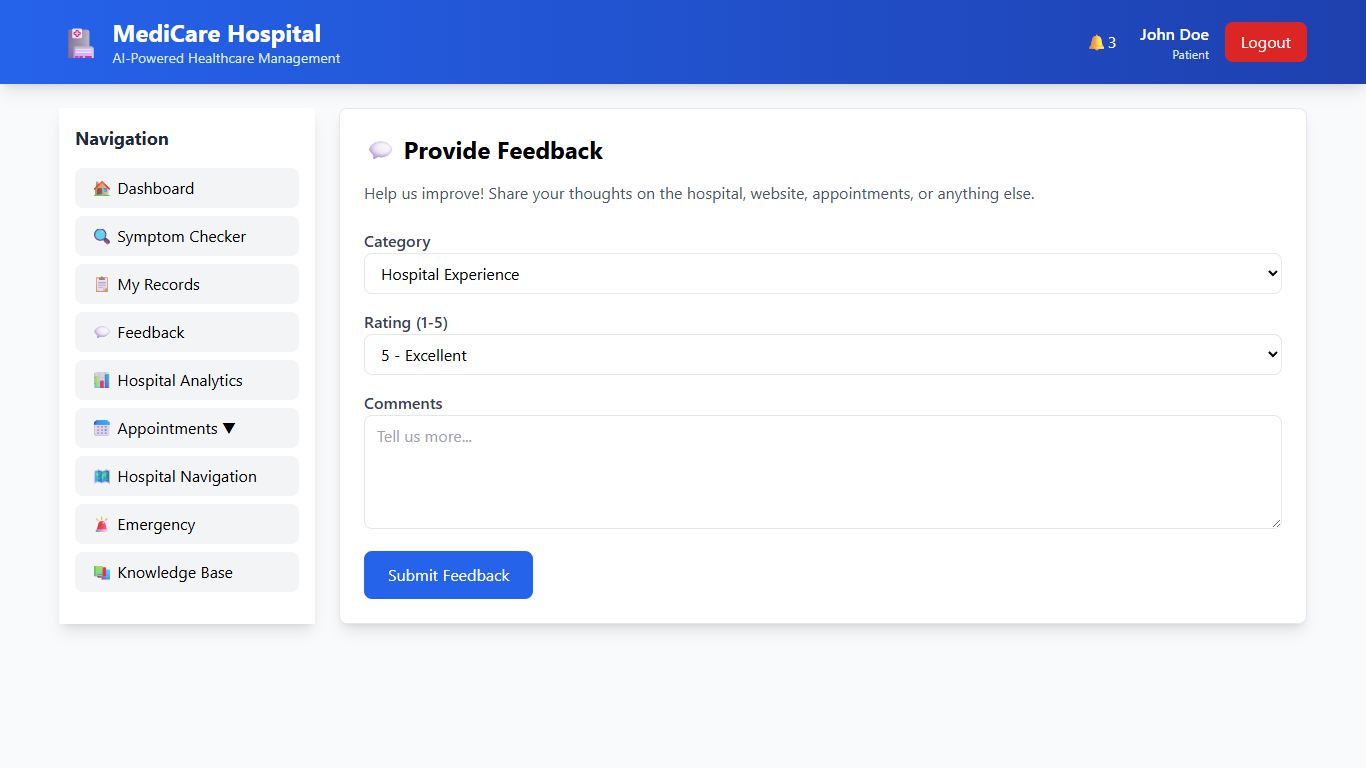 MediCare Hospital
AI-Powered Healthcare Management
3
John Doe
Patient
Logout
Navigation
Dashboard
Symptom Checker
My Records
Feedback
Hospital Analytics
Appointments ▼
Hospital Navigation
Emergency
Knowledge Base
Provide Feedback
Help us improve! Share your thoughts on the hospital, website, appointments, or anything else.
Category
Hospital Experience
Rating (1-5)
5 - Excellent
Comments
Tell us more...
Submit Feedback